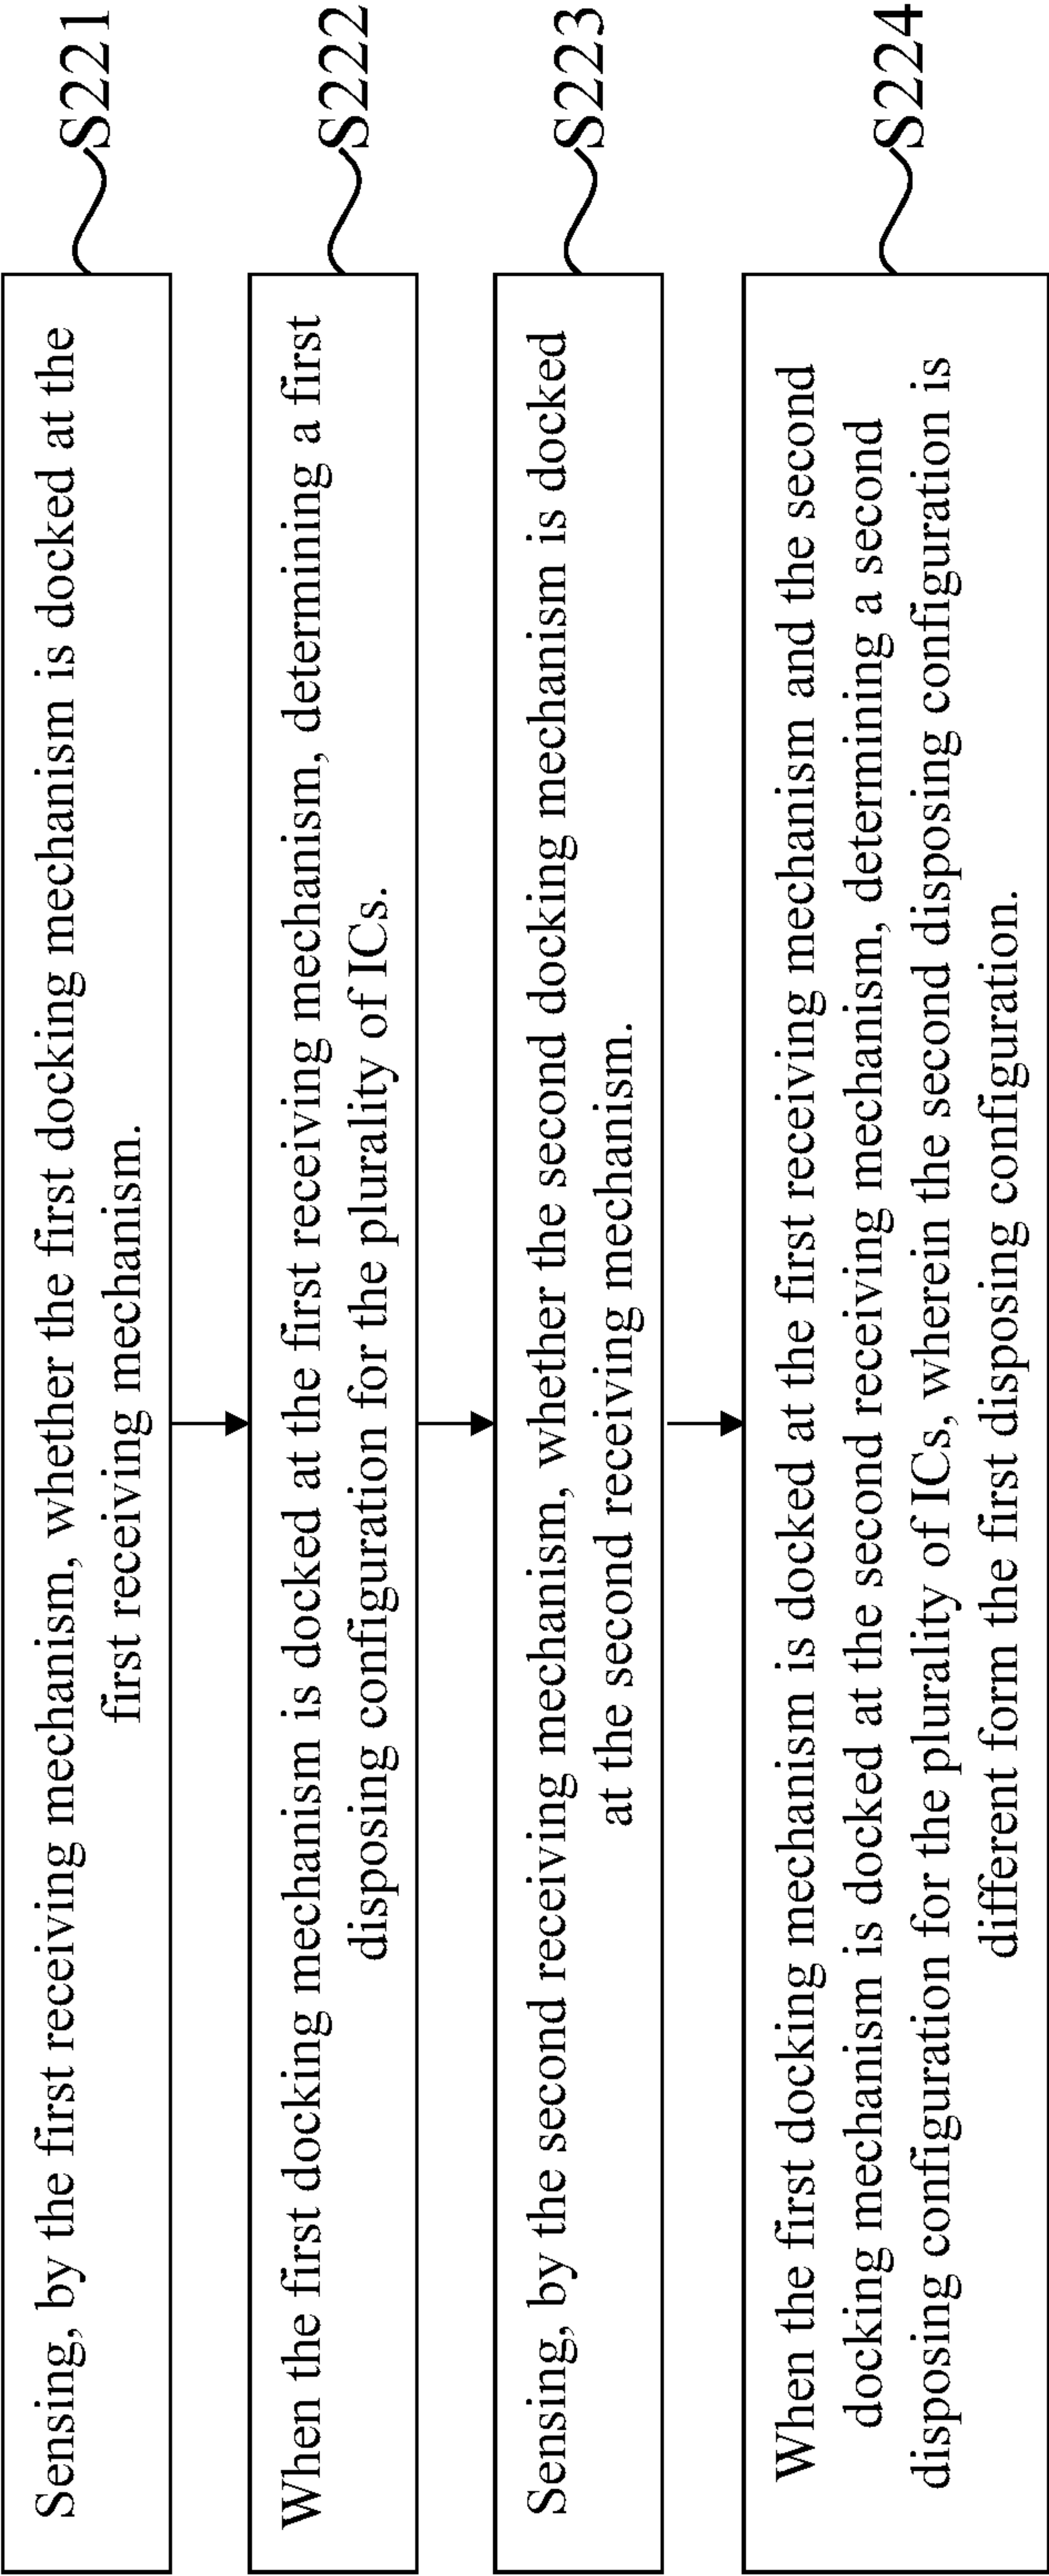 Sensing, by the first receiving mechanism, whether the first docking mechanism is docked at the
first receiving mechanism.
S221
When the first docking mechanism is docked at the first receiving mechanism, determining a first
disposing configuration for the plurality of ICs.
S222
Sensing, by the second receiving mechanism, whether the second docking mechanism is docked
at the second receiving mechanism.
S223
When the first docking mechanism is docked at the first receiving mechanism and the second
docking mechanism is docked at the second receiving mechanism, determining a second
disposing configuration for the plurality of ICs, wherein the second disposing configuration is
different form the first disposing configuration.
S224